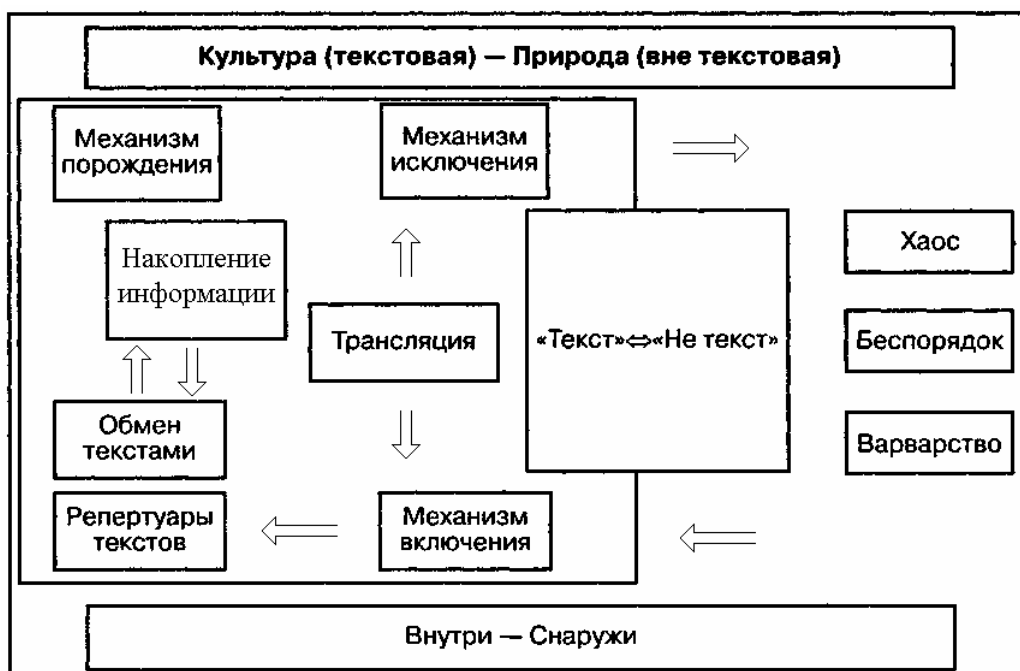 Культура (текстовая) — Природа (вне текстовая)
Механизм
порождения
Механизм
исключения
Накопление
информации
Трансляция
«Текст»⇔«Не текст»
Хаос
Беспорядок
Варварство
Обмен
текстами
Репертуары
текстов
Механизм
включения
Внутри — Снаружи